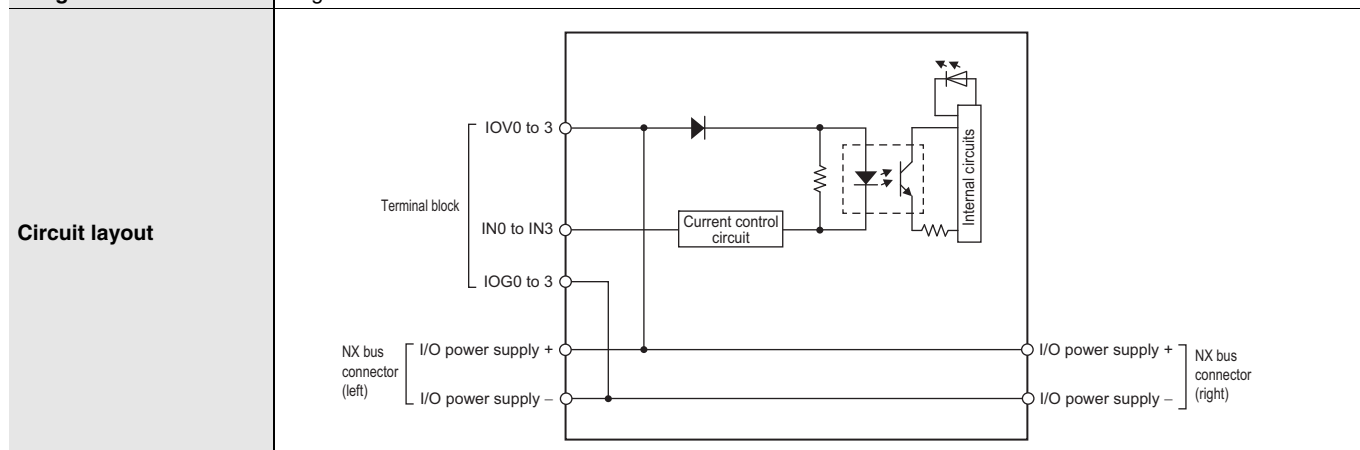 Circuit layout
Terminal block
IOV0 to 3
IN0 to IN3
IOG0 to 3
Current control
circuit
Internal circuits
NX bus
connector
(left)
I/O power supply +
I/O power supply –
I/O power supply +
I/O power supply –
NX bus
connector
(right)